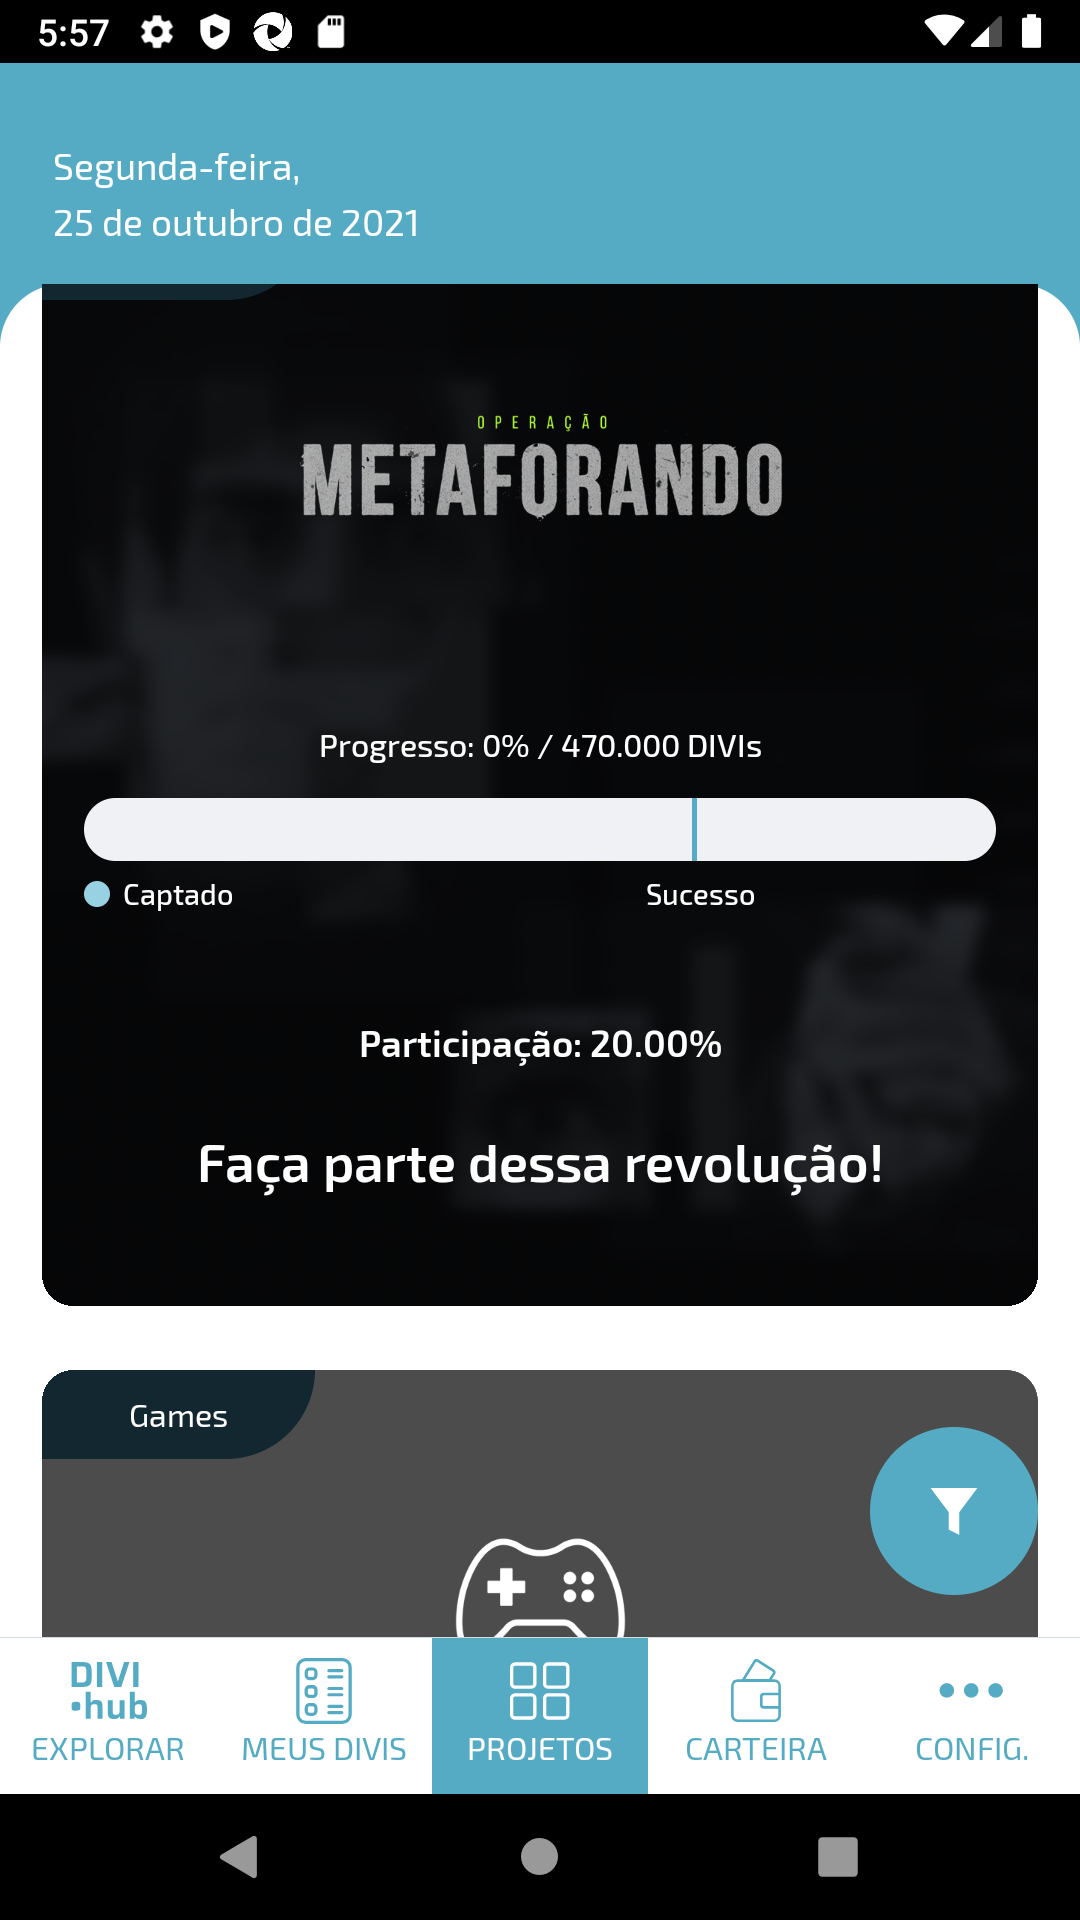 5:57
Segunda-feira,
25 de outubro de 2021
OPERAÇÃO
METAFORANDO
Progresso: 0% / 470.000 DIVIs
Captado
Sucesso
Participação: 20.00%
Faça parte dessa revolução!
Games
DIVI
·hub
EXPLORAR
MEUS DIVIS
PROJETOS
CARTEIRA
CONFIG.